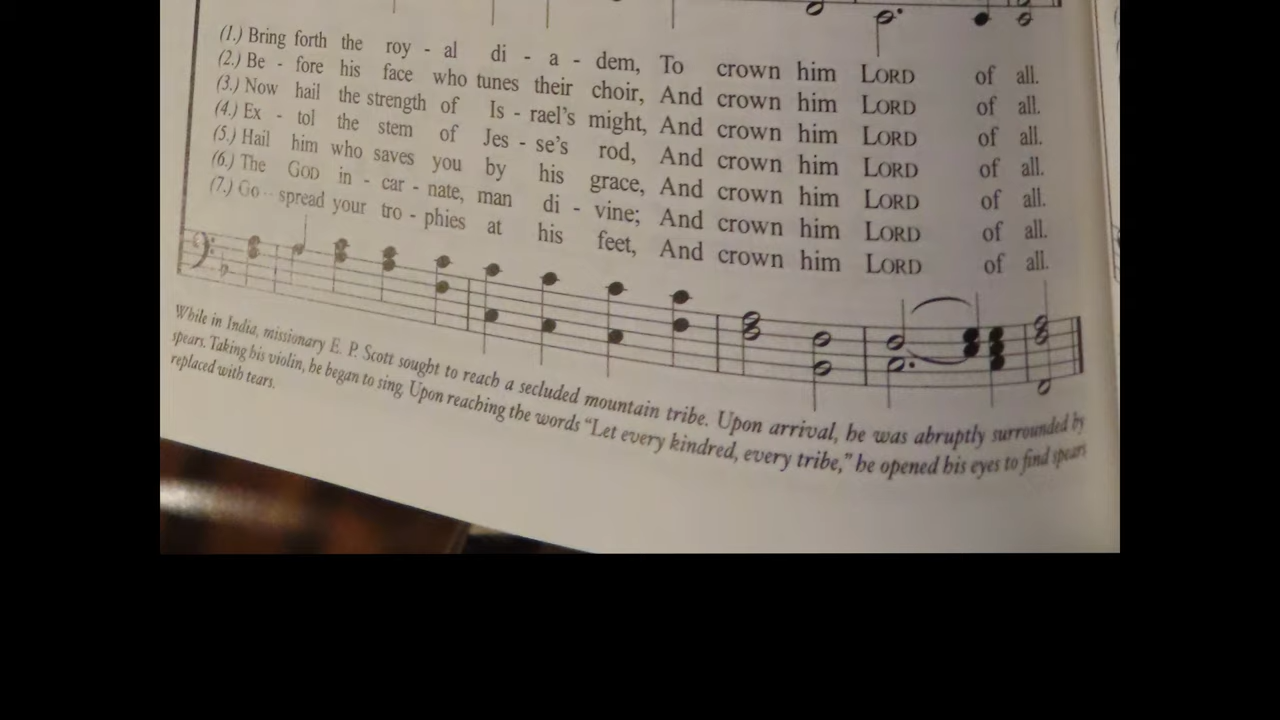 (1.) Bring forth the roy - al di - a - dem, To crown him LORD of all.
(2.) Be - fore his face who tunes their choir, And crown him LORD of all.
(3.) Now hail the strength of Is - rael's might, And crown him LORD of all.
(4.) Ex - tol the stem of Jes - se's rod, And crown him LORD of all.
(5.) Hail him who saves you by his grace, And crown him LORD of all.
(6.) The GOD in - car - nate, man di - vine; And crown him LORD of all.
(7.) Go spread your tro - phies at his feet, And crown him LORD of all.
While in India, missionary E. P. Scott sought to reach a secluded mountain tribe. Upon arrival, he was abruptly surrounded by
spears. Taking his violin, he began to sing. Upon reaching the words “Let every kindred, every tribe,” he opened his eyes to find spears
replaced with tears.